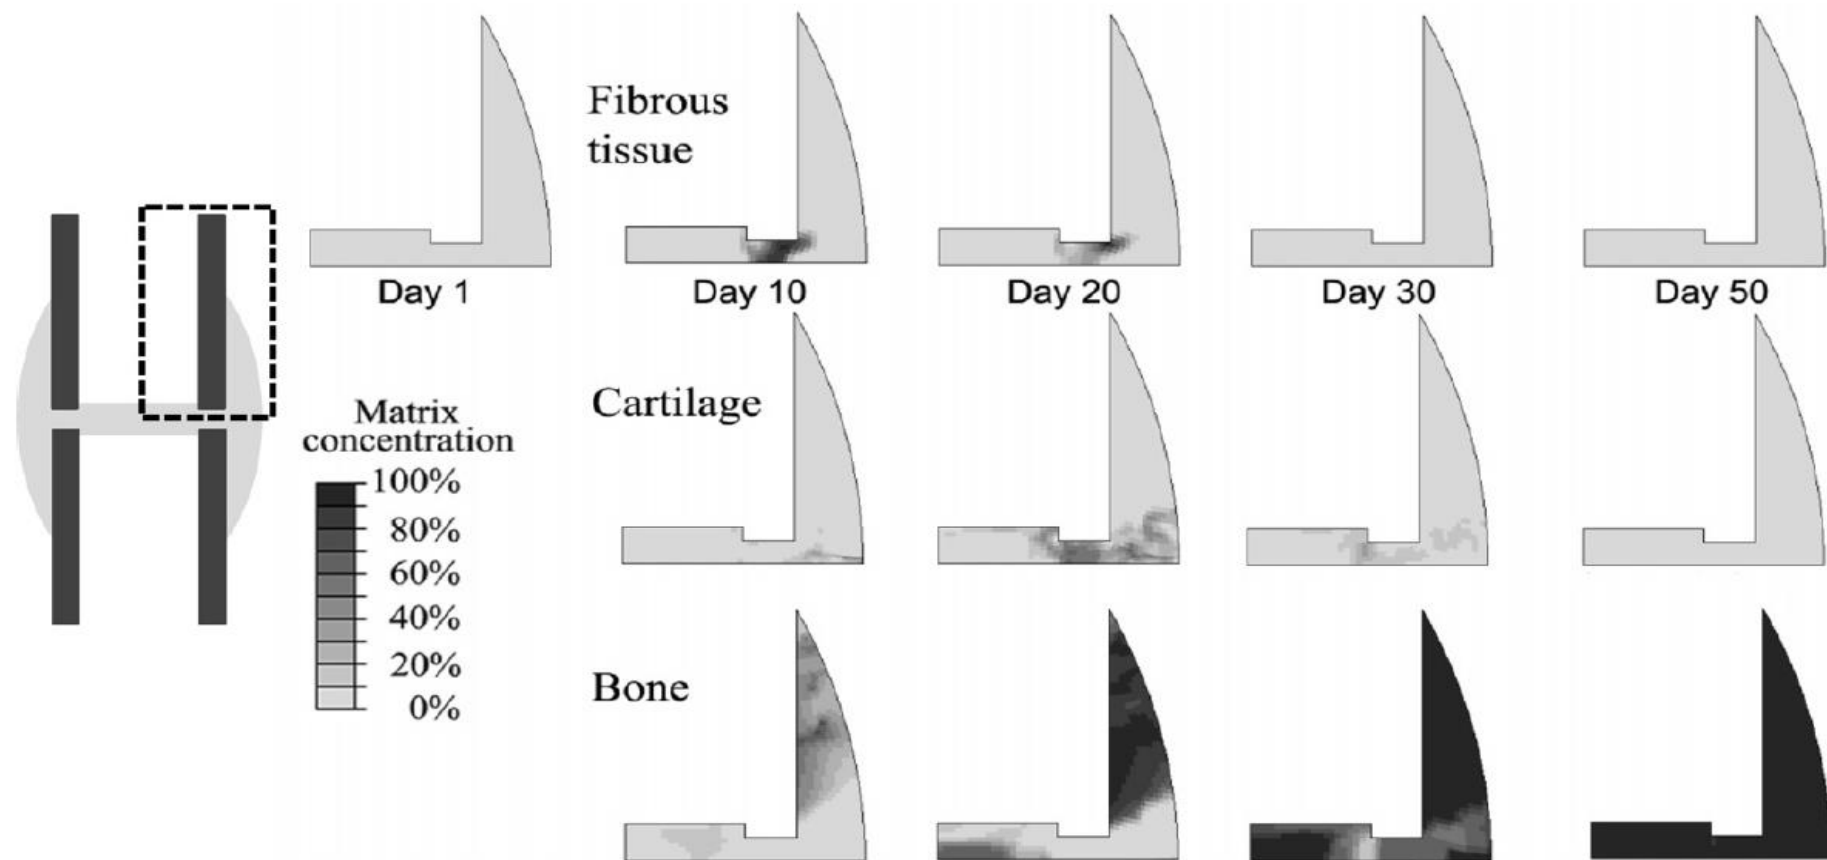 Fibrous
tissue
Day 1
Day 10
Day 20
Day 30
Day 50
Cartilage
Matrix
concentration
100%
80%
60%
40%
20%
0%
Bone